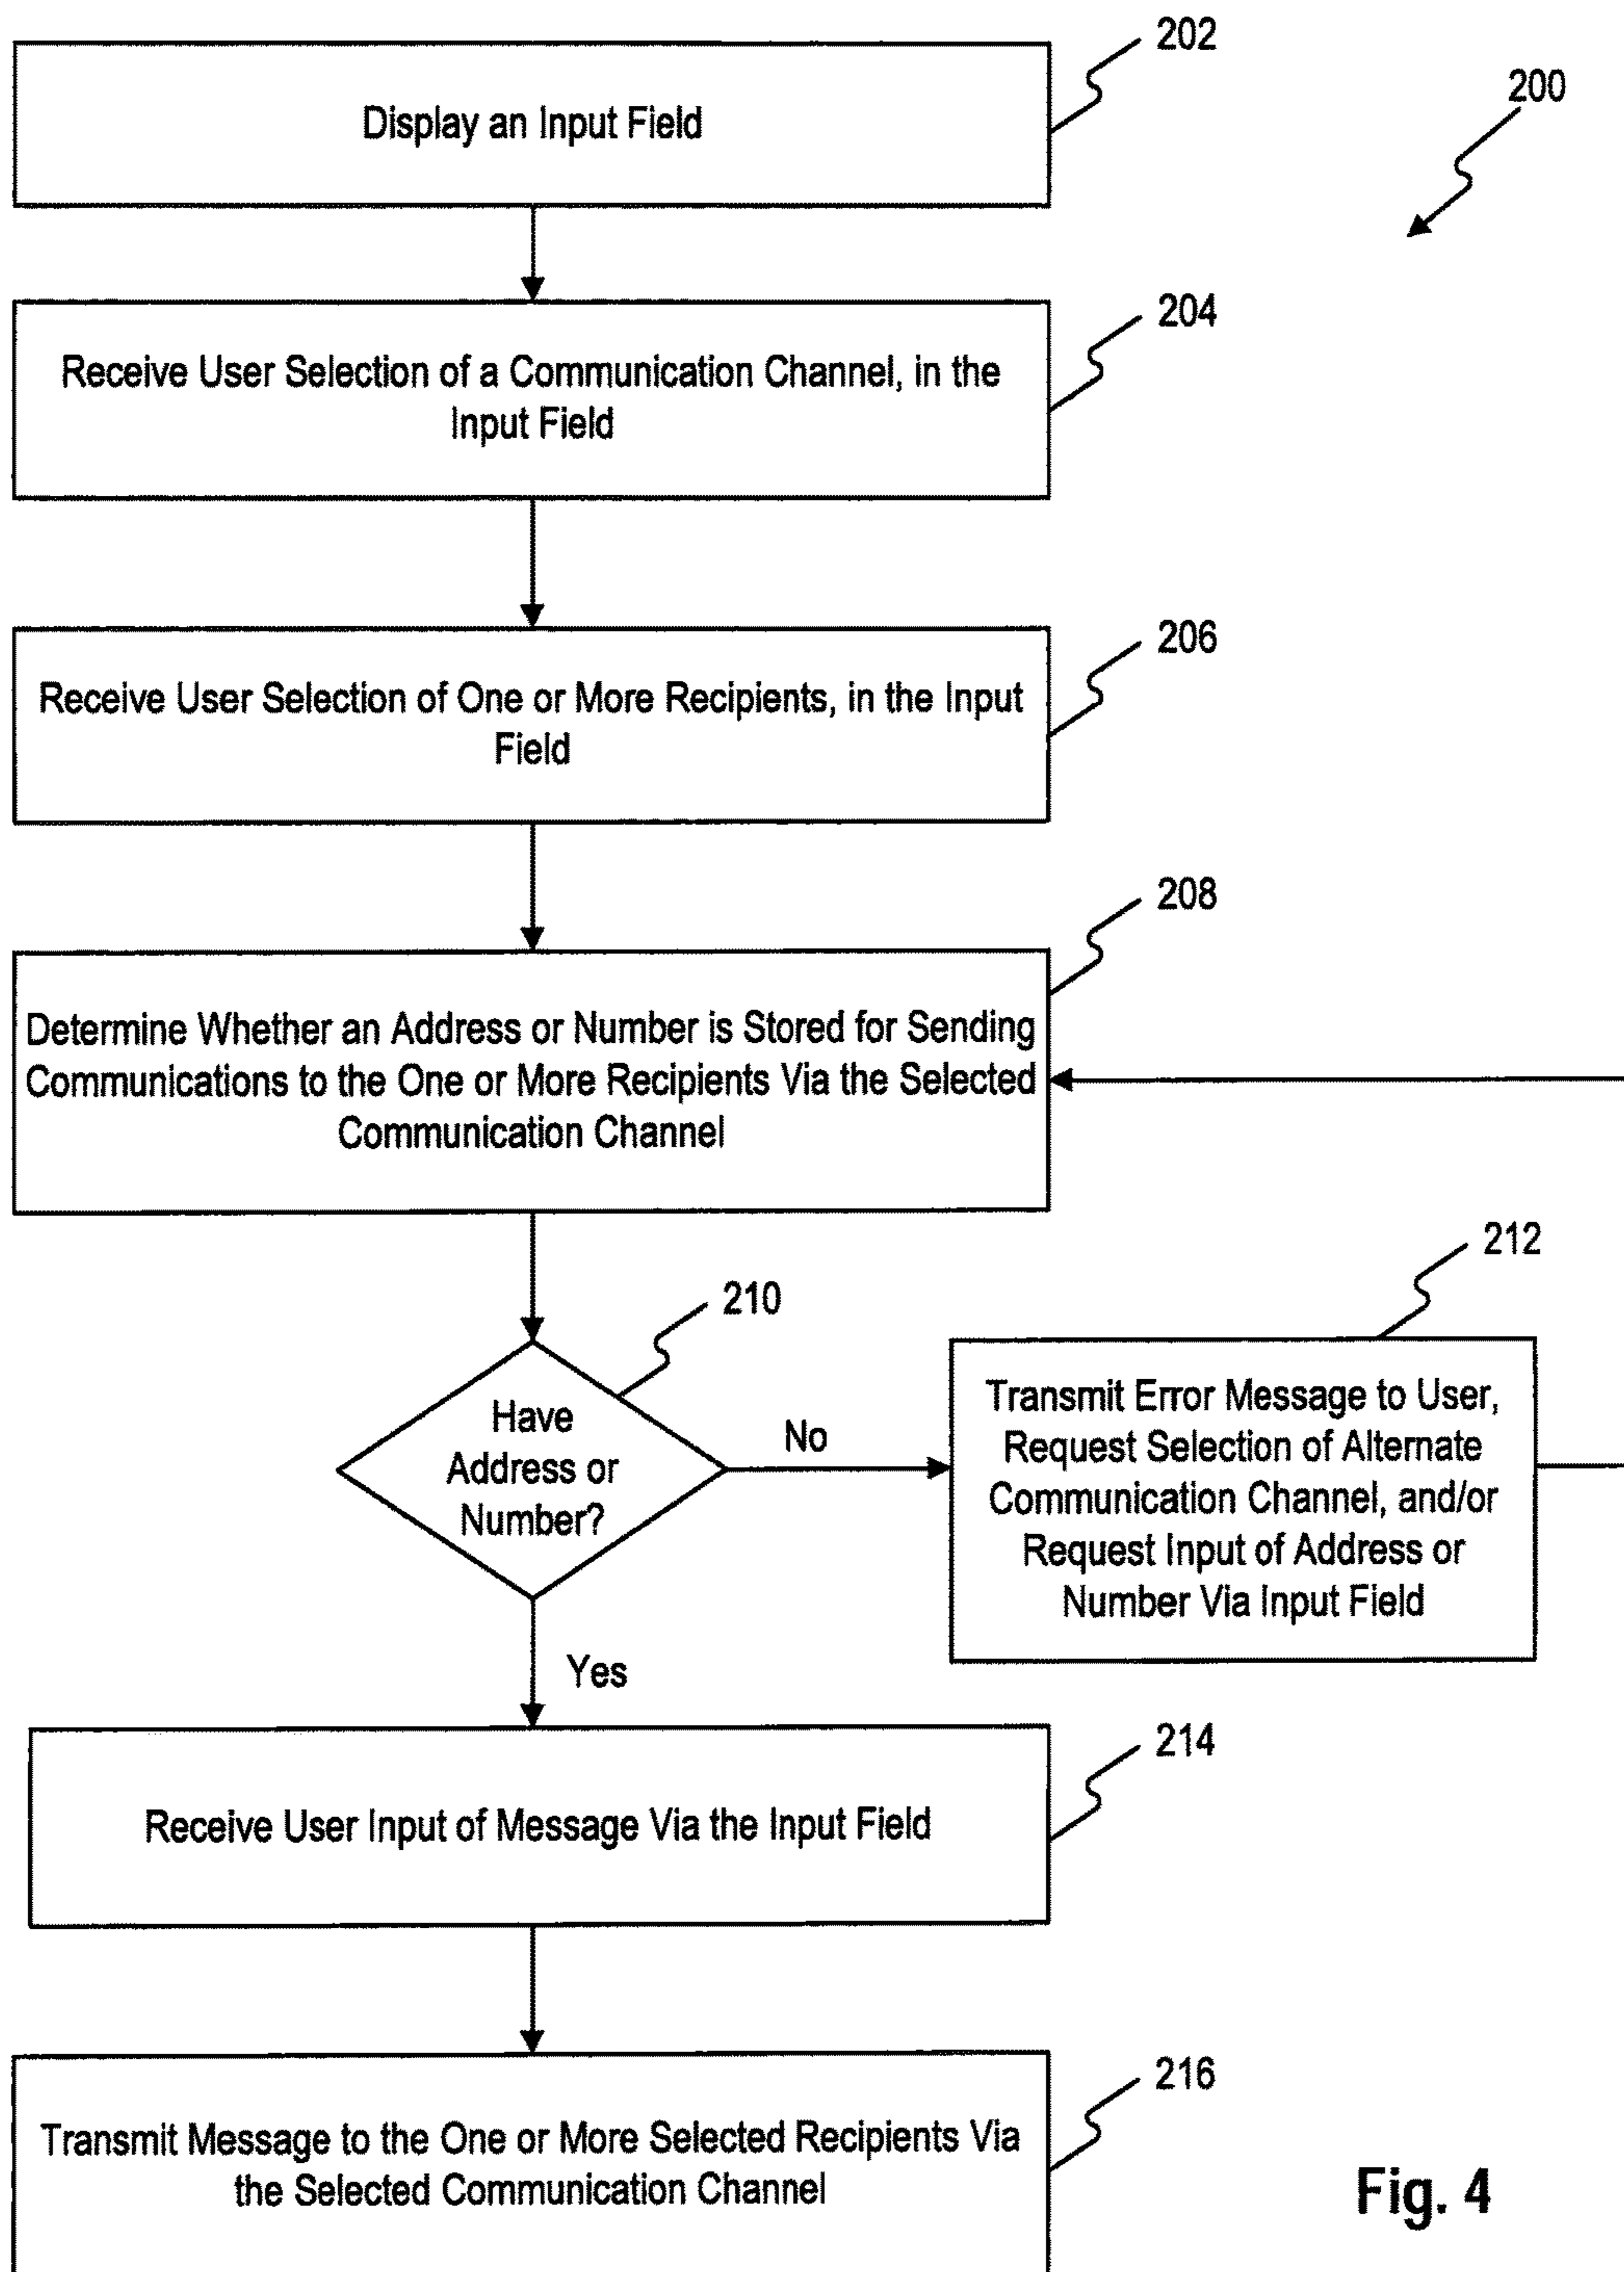 202
Display an Input Field
200
204
Receive User Selection of a Communication Channel, in the
Input Field
206
Receive User Selection of One or More Recipients, in the Input
Field
208
Determine Whether an Address or Number is Stored for Sending
Communications to the One or More Recipients Via the Selected
Communication Channel
210
Have
Address or
Number?
No
212
Transmit Error Message to User,
Request Selection of Alternate
Communication Channel, and/or
Request Input of Address or
Number Via Input Field
Yes
214
Receive User Input of Message Via the Input Field
216
Transmit Message to the One or More Selected Recipients Via
the Selected Communication Channel
Fig. 4